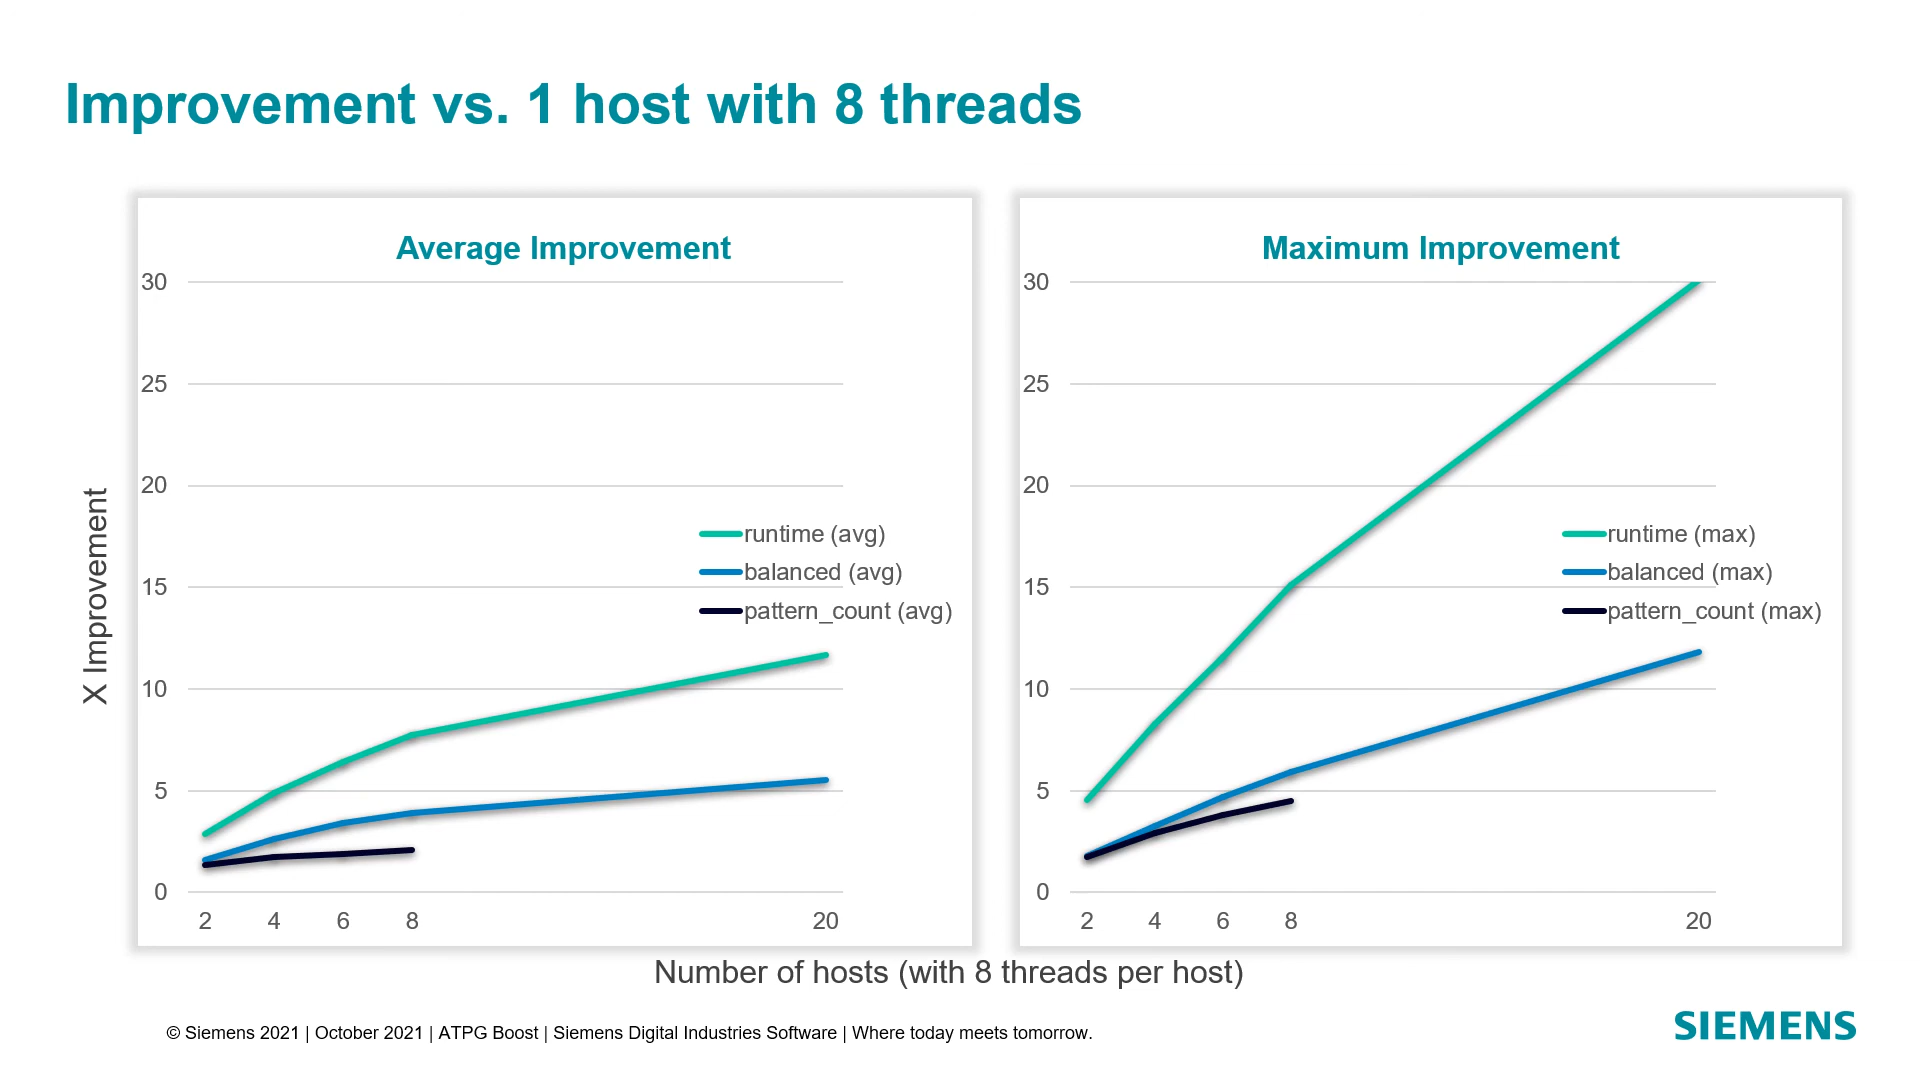 Improvement vs. 1 host with 8 threads
X Improvement
Average Improvement
30
25
20
15
10
5
0
runtime (avg)
balanced (avg)
pattern_count (avg)
2 4 6 8 20
Maximum Improvement
30
25
20
15
10
5
0
runtime (max)
balanced (max)
pattern_count (max)
2 4 6 8 20
Number of hosts (with 8 threads per host)
© Siemens 2021 | October 2021 | ATPG Boost | Siemens Digital Industries Software | Where today meets tomorrow.
SIEMENS